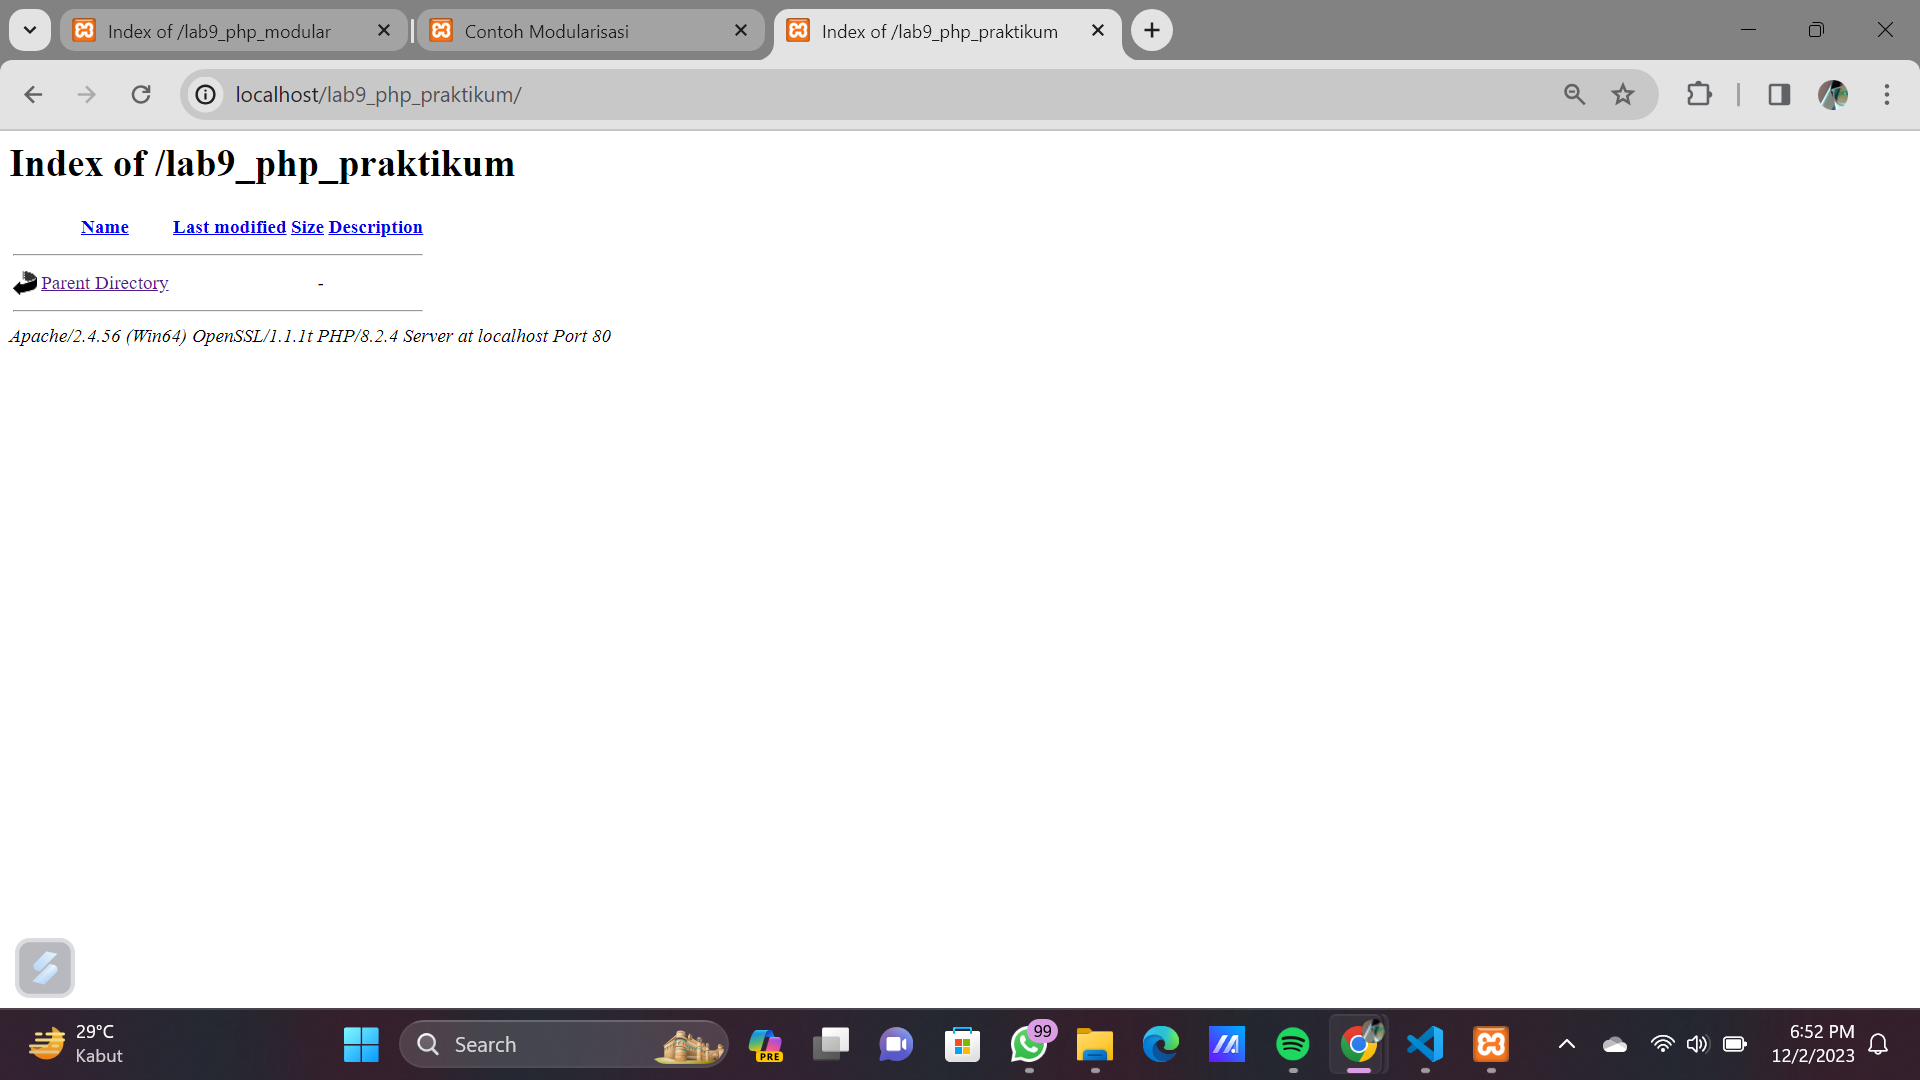 Index of /lab9_php_modular
Contoh Modularisasi
Index of /lab9_php_praktikum
localhost/lab9_php_praktikum/
Index of /lab9_php_praktikum
Name Last modified Size Description
Parent Directory -
Apache/2.4.56 (Win64) OpenSSL/1.1.1t PHP/8.2.4 Server at localhost Port 80
29°C
Kabut
Search
PRE
99
6:52 PM
12/2/2023